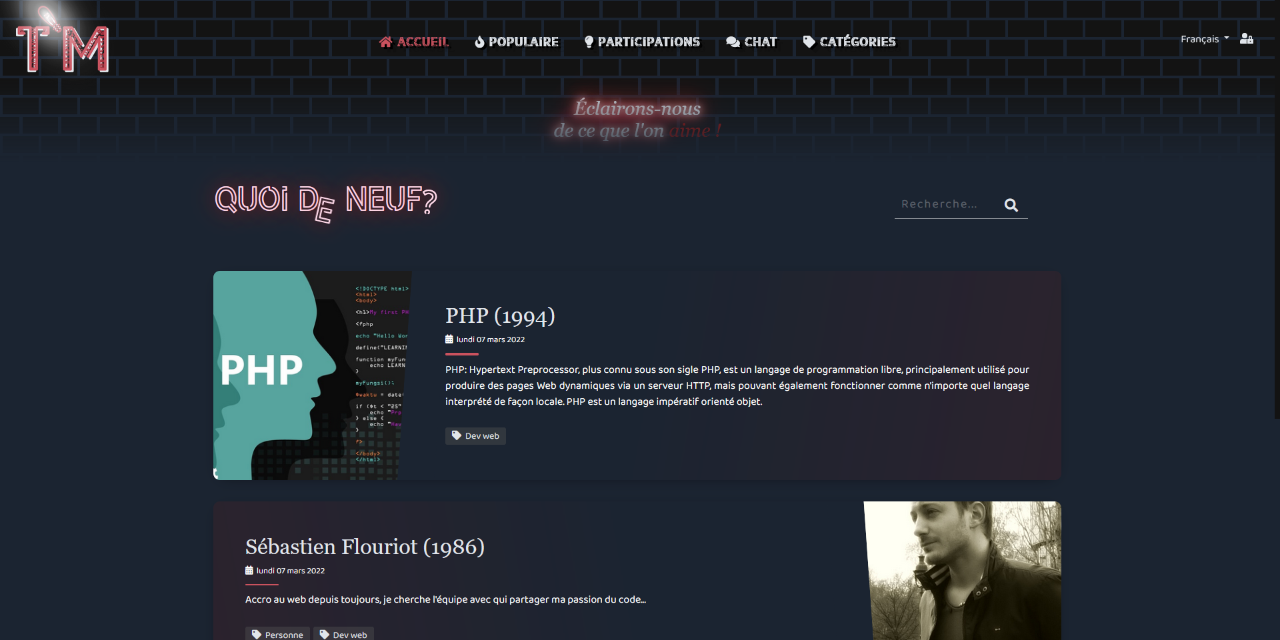 T'M
ACCUEIL
POPULAIRE
PARTICIPATIONS
CHAT
CATÉGORIES
Français
Éclairons-nous
de ce que l'on aime !
QUOI DE NEUF?
Recherche...
PHP
<!DOCTYPE html>
<html>
<body>
<?php
PHP (1994)
lundi 07 mars 2022
PHP: Hypertext Preprocessor, plus connu sous son sigle PHP, est un langage de programmation libre, principalement utilisé pour
produire des pages Web dynamiques via un serveur HTTP, mais pouvant également fonctionner comme n'importe quel langage
interprété de façon locale. PHP est un langage impératif orienté objet.
Dev web
Sébastien Flouriot (1986)
lundi 07 mars 2022
Accro au web depuis toujours, je cherche l'équipe avec qui partager ma passion du code...
Personne
Dev web